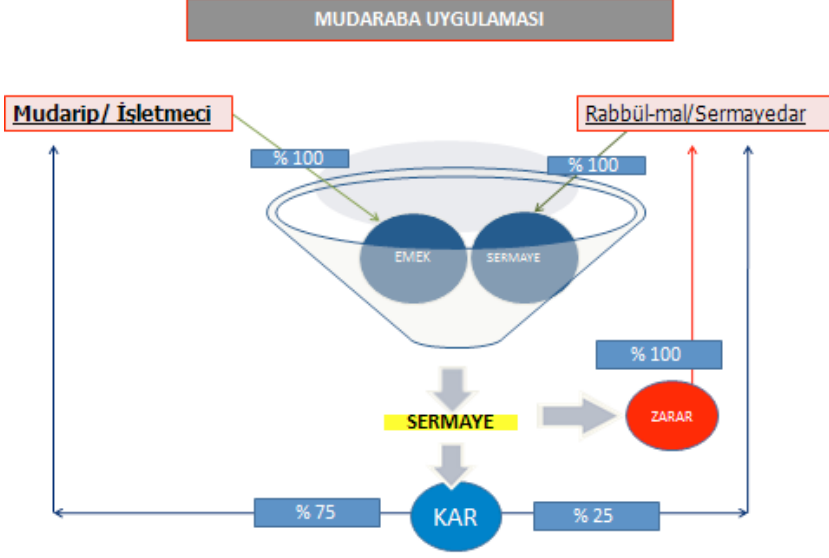 MUDARABA UYGULAMASI
Mudarip/ İşletmeci
Rabbül-mal/Sermayedar
% 100
% 100
EMEK
SERMAYE
% 100
SERMAYE
ZARAR
% 75
KAR
% 25